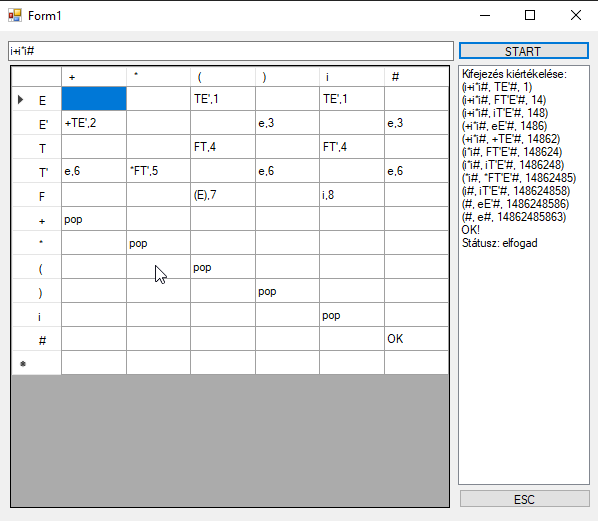 Form1
i+i*i#
START
+ * ( ) i #
E TE',1 TE',1
E' +TE',2 e,3 e,3
T FT,4 FT',4
T' e,6 *FT',5 e,6 e,6
F (E),7 i,8
+ pop
* pop
( pop
) pop
i pop
# OK
*
Kifejezés kiértékelése:
(i+i*i#, TE'#, 1)
(i+i*i#, FT'E'#, 14)
(i+i*i#, iT'E'#, 148)
(+i*i#, eE'#, 1486)
(+i*i#, +TE'#, 14862)
(i*i#, FT'E'#, 148624)
(i*i#, iT'E'#, 1486248)
(*i#, *FT'E'#, 14862485)
(i#, iT'E'#, 148624858)
(#, eE'#, 1486248586)
(#, e#, 14862485863)
OK!
Státusz: elfogad
ESC